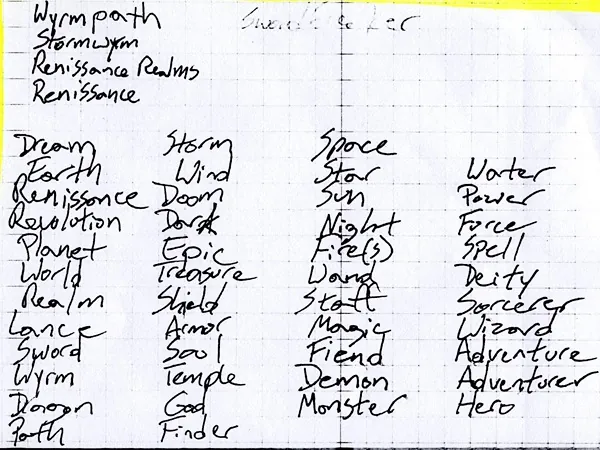 Wyrmpath
Stormwyrm
Renissance Realms
Renissance
Dream
Earth
Renissance
Revolution
Planet
World
Realm
Lance
Sword
Wyrm
Dragon
Path
Storm
Wind
Doom
Dark
Epic
Treasure
Shield
Armor
Soul
Temple
God
Finder
Space
Star
Sun
Night
Fire(s)
Wand
Staff
Magic
Fiend
Demon
Monster
Water
Power
Force
Spell
Deity
Sorcerer
Wizard
Adventure
Adventurer
Hero